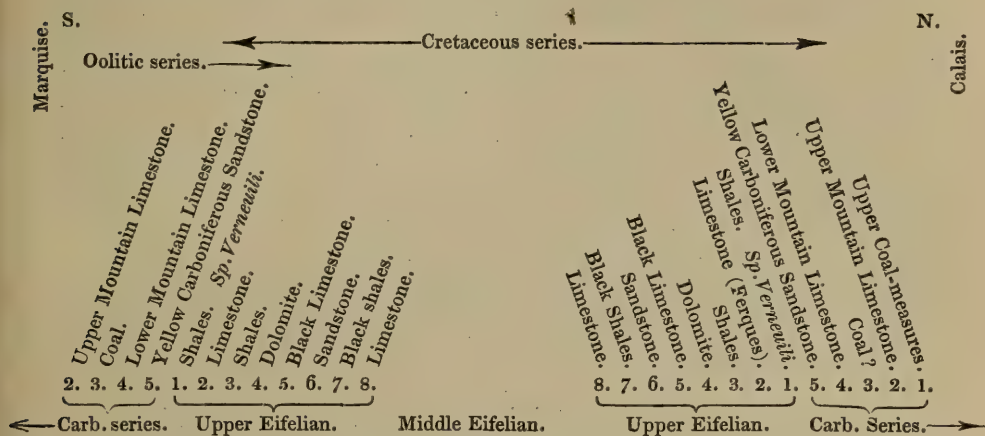 S.
N.
Marquise.
Calais.
Cretaceous series.
Oolitic series.
Upper Mountain Limestone.
Coal.
Lower Mountain Limestone.
Yellow Carboniferous Sandstone.
Shales. Sp. Verneuili.
Limestone.
Shales.
Dolomite.
Black Limestone.
Sandstone.
Black shales.
Limestone.
Limestone.
Black Shales.
Sandstone.
Black Limestone.
Dolomite.
Shales.
Limestone (Ferques).
Shales. Sp. Verneuili.
Yellow Carboniferous Sandstone.
Lower Mountain Limestone.
Coal?
Upper Mountain Limestone.
Upper Coal-measures.
2. 3. 4. 5. 1. 2. 3. 4. 5. 6. 7. 8.
8. 7. 6. 5. 4. 3. 2. 1. 5. 4. 3. 2. 1.
Carb. series. Upper Eifelian. Middle Eifelian. Upper Eifelian. Carb. Series.